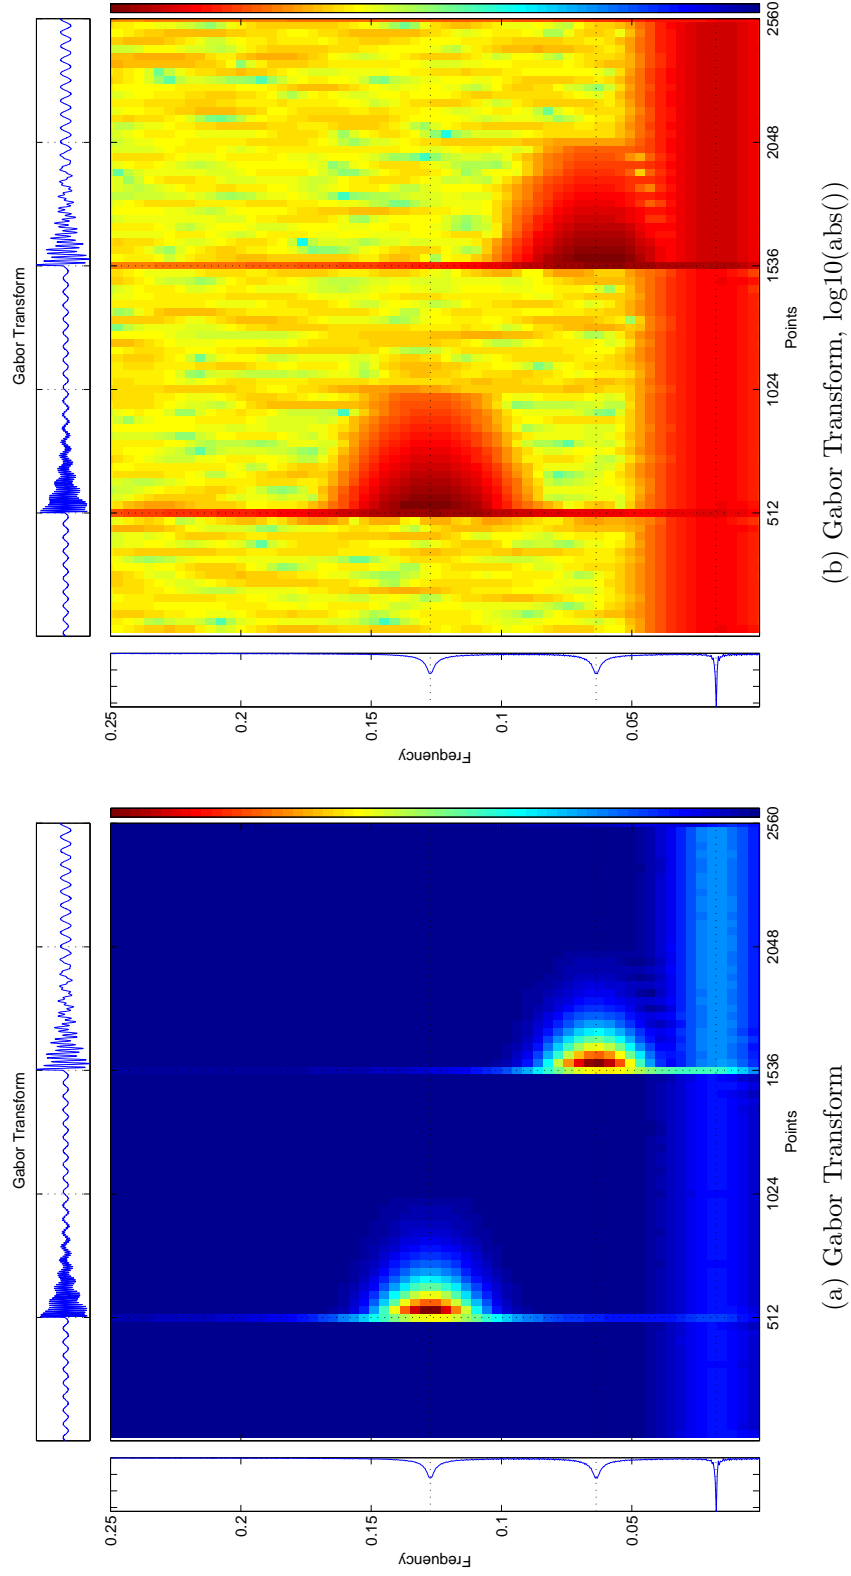 Gabor Transform
0.25
0.2
0.15
0.1
0.05
Frequency
512 1024 1536 2048 2560
Points
(a) Gabor Transform
Gabor Transform
0.25
0.2
0.15
0.1
0.05
Frequency
512 1024 1536 2048 2560
Points
(b) Gabor Transform, log10(abs())